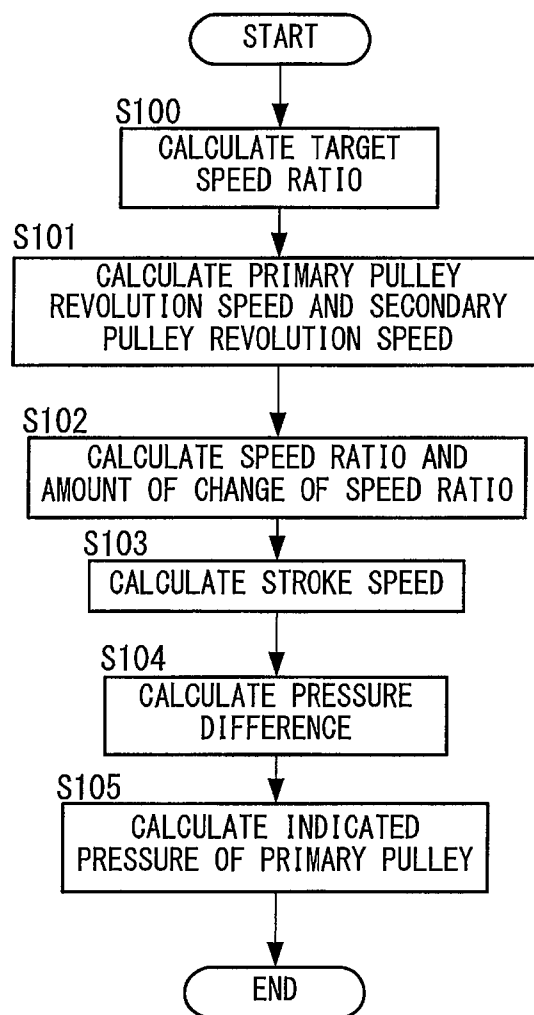 START
S100
CALCULATE TARGET
SPEED RATIO
S101
CALCULATE PRIMARY PULLEY
REVOLUTION SPEED AND SECONDARY
PULLEY REVOLUTION SPEED
S102
CALCULATE SPEED RATIO AND
AMOUNT OF CHANGE OF SPEED RATIO
S103
CALCULATE STROKE SPEED
S104
CALCULATE PRESSURE
DIFFERENCE
S105
CALCULATE INDICATED
PRESSURE OF PRIMARY PULLEY
END